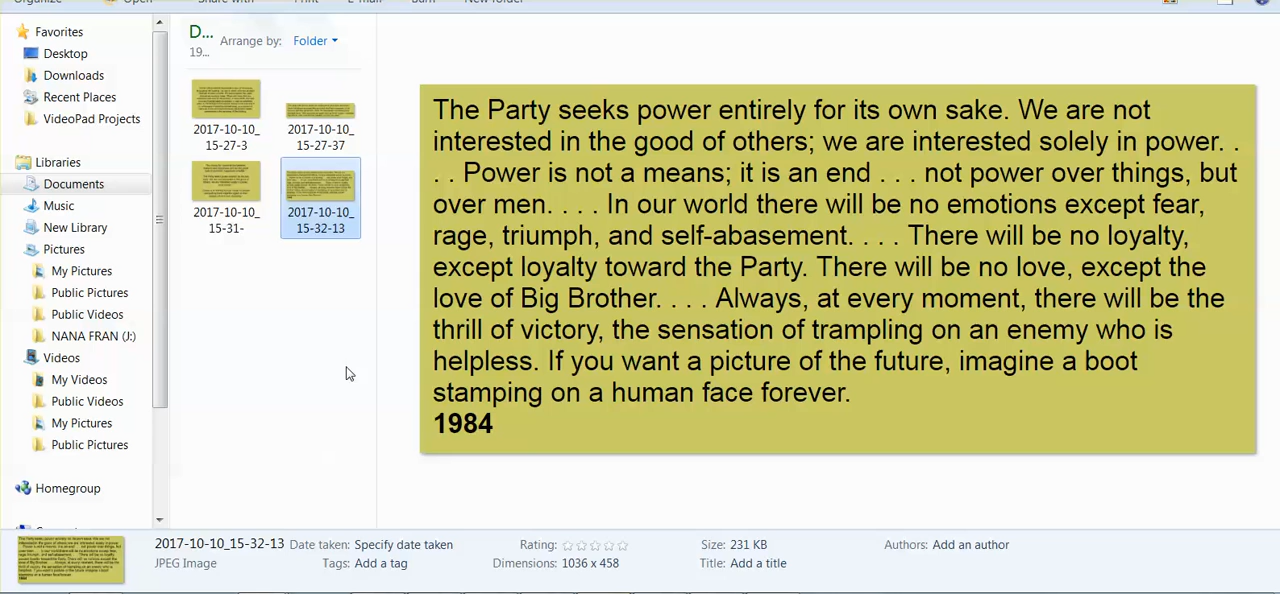 Organize
Open
Share with
Print
E-mail
Burn
New folder
Favorites
Desktop
Downloads
Recent Places
VideoPad Projects
Libraries
Documents
Music
New Library
Pictures
My Pictures
Public Pictures
Public Videos
NANA FRAN (J:)
Videos
My Videos
Public Videos
My Pictures
Public Pictures
Homegroup
D...
19...
Arrange by: Folder
2017-10-10_
15-27-3
2017-10-10_
15-27-37
2017-10-10_
15-31-
2017-10-10_
15-32-13
The Party seeks power entirely for its own sake. We are not
interested in the good of others; we are interested solely in power. .
. . Power is not a means; it is an end . . . not power over things, but
over men. . . . In our world there will be no emotions except fear,
rage, triumph, and self-abasement. . . . There will be no loyalty,
except loyalty toward the Party. There will be no love, except the
love of Big Brother. . . . Always, at every moment, there will be the
thrill of victory, the sensation of trampling on an enemy who is
helpless. If you want a picture of the future, imagine a boot
stamping on a human face forever.
1984
2017-10-10_15-32-13 Date taken: Specify date taken Rating: Size: 231 KB Authors: Add an author
JPEG Image Tags: Add a tag Dimensions: 1036 x 458 Title: Add a title